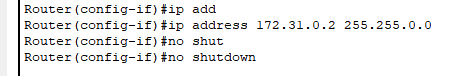 Router(config-if)#ip add
Router(config-if)#ip address 172.31.0.2 255.255.0.0
Router(config-if)#no shut
Router(config-if)#no shutdown